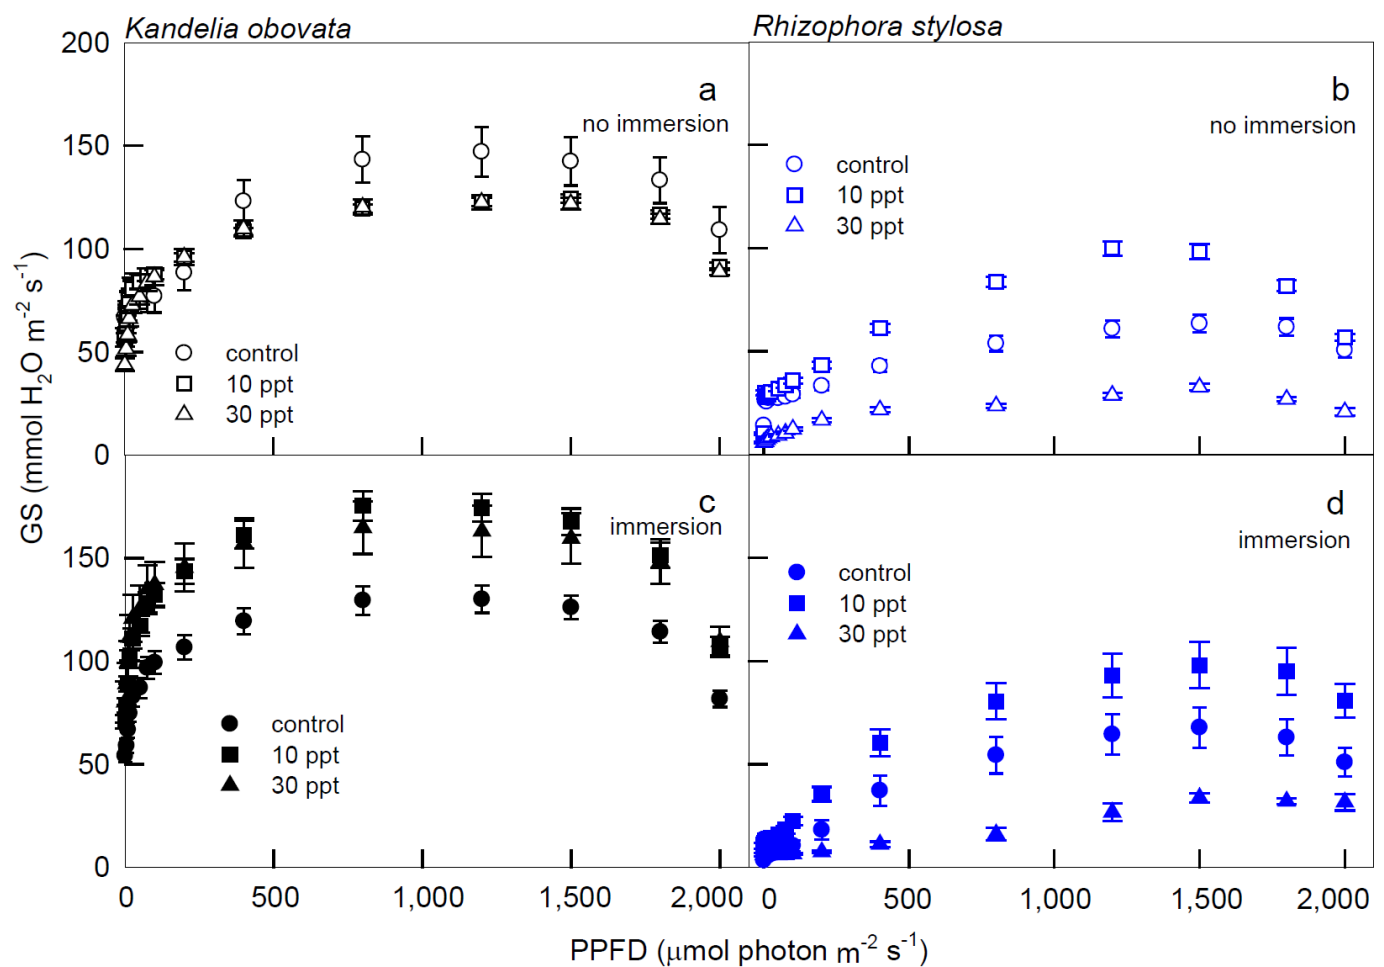 Kandelia obovata
Rhizophora stylosa
200
150
100
50
0
a
no immersion
control
10 ppt
30 ppt
b
no immersion
control
10 ppt
30 ppt
GS (mmol H₂O m⁻² s⁻¹)
150
100
50
0
c
immersion
control
10 ppt
30 ppt
d
immersion
control
10 ppt
30 ppt
0 500 1,000 1,500 2,000
0 500 1,000 1,500 2,000
PPFD (μmol photon m⁻² s⁻¹)